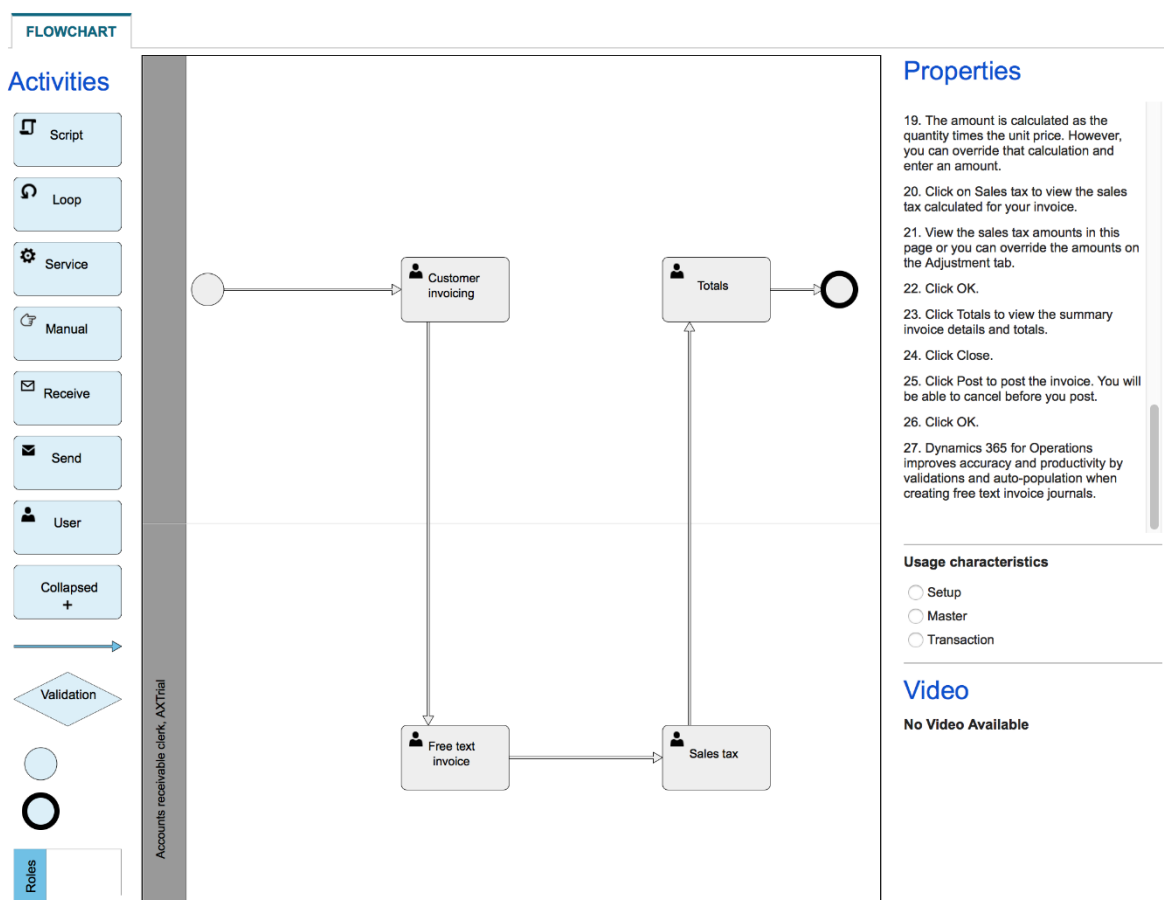 FLOWCHART
Activities
Script
Loop
Service
Manual
Receive
Send
User
Collapsed
+
Validation
Roles
Accounts receivable clerk, AXTrial
Customer
invoicing
Totals
Free text
invoice
Sales tax
Properties
19. The amount is calculated as the
quantity times the unit price. However,
you can override that calculation and
enter an amount.
20. Click on Sales tax to view the sales
tax calculated for your invoice.
21. View the sales tax amounts in this
page or you can override the amounts on
the Adjustment tab.
22. Click OK.
23. Click Totals to view the summary
invoice details and totals.
24. Click Close.
25. Click Post to post the invoice. You will
be able to cancel before you post.
26. Click OK.
27. Dynamics 365 for Operations
improves accuracy and productivity by
validations and auto-population when
creating free text invoice journals.
Usage characteristics
Setup
Master
Transaction
Video
No Video Available